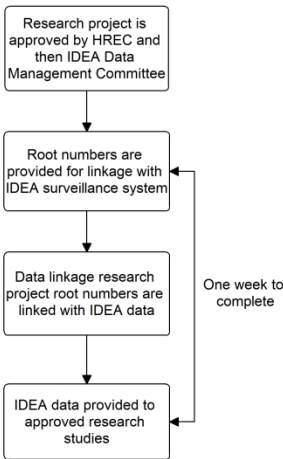 Research project is
approved by HREC and
then IDEA Data
Management Committee
Root numbers are
provided for linkage with
IDEA surveillance system
Data linkage research
project root numbers are
linked with IDEA data
One week to
complete
IDEA data provided to
approved research
studies